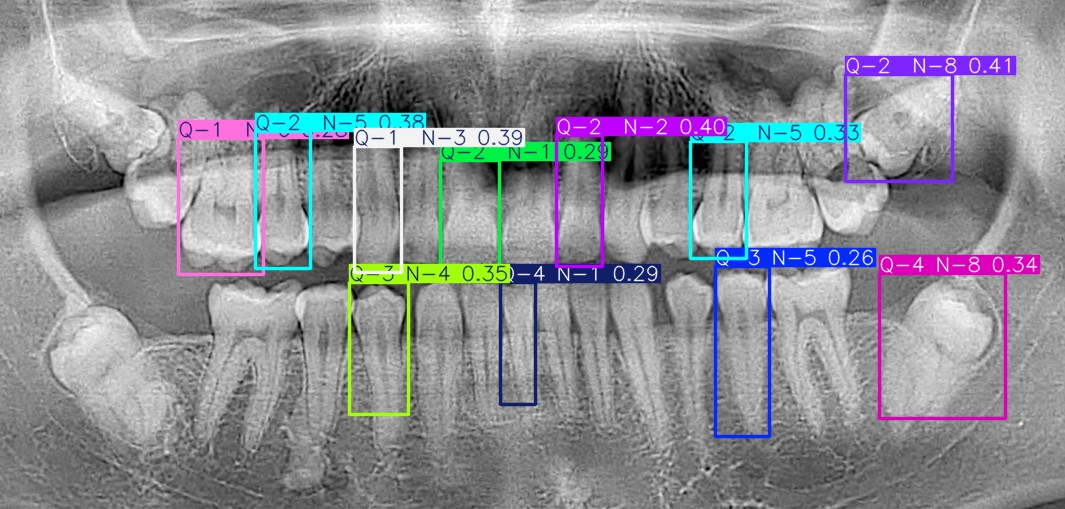 Q-2 N-8 0.41
Q-2 N-5 0.38
Q-1
Q-2 N-2 0.40
N-5 0.33
Q-1 N-3 0.39
Q-2 N-1 0.29
Q-3 N-5 0.26
Q-4 N-8 0.34
Q-3 N-4 0.35
Q-4 N-1 0.29